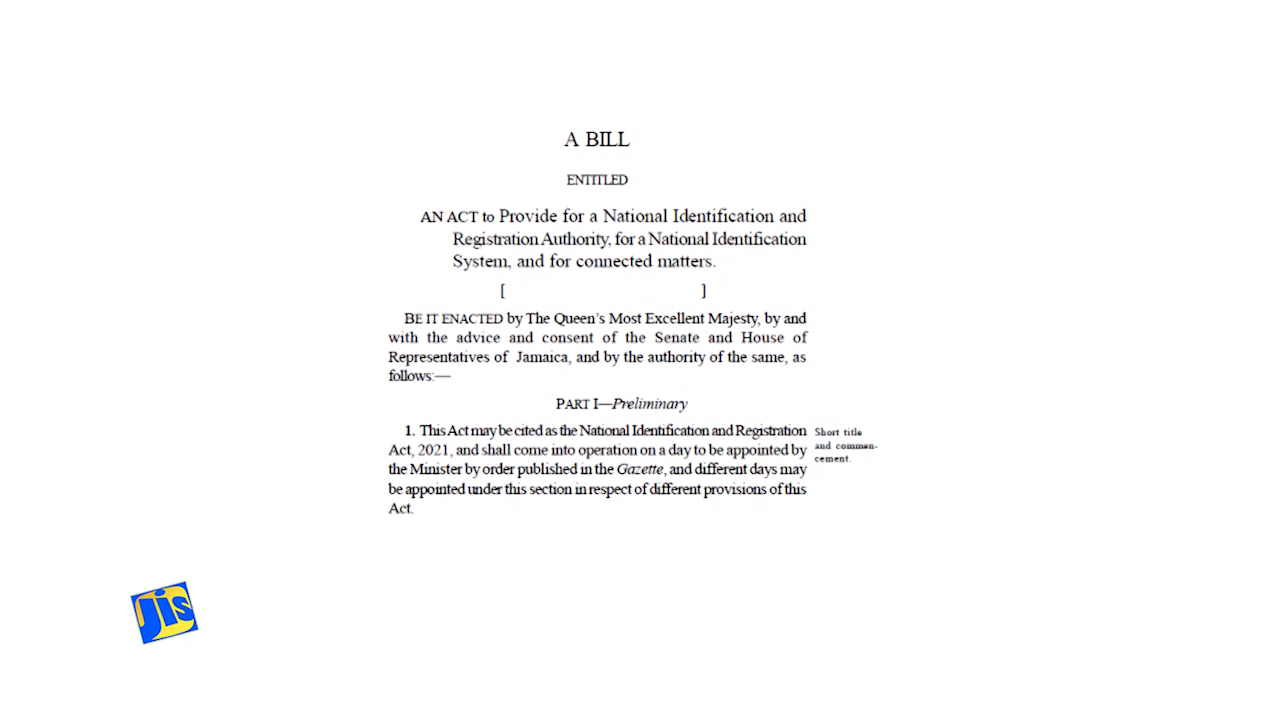 A BILL
ENTITLED
AN ACT to Provide for a National Identification and
Registration Authority, for a National Identification
System, and for connected matters.
[ ]
BE IT ENACTED by The Queen's Most Excellent Majesty, by and
with the advice and consent of the Senate and House of
Representatives of Jamaica, and by the authority of the same, as
follows:—
PART I—Preliminary
1. This Act may be cited as the National Identification and Registration
Act, 2021, and shall come into operation on a day to be appointed by
the Minister by order published in the Gazette, and different days may
be appointed under this section in respect of different provisions of this
Act.
Short title
and commen-
cement.
jis